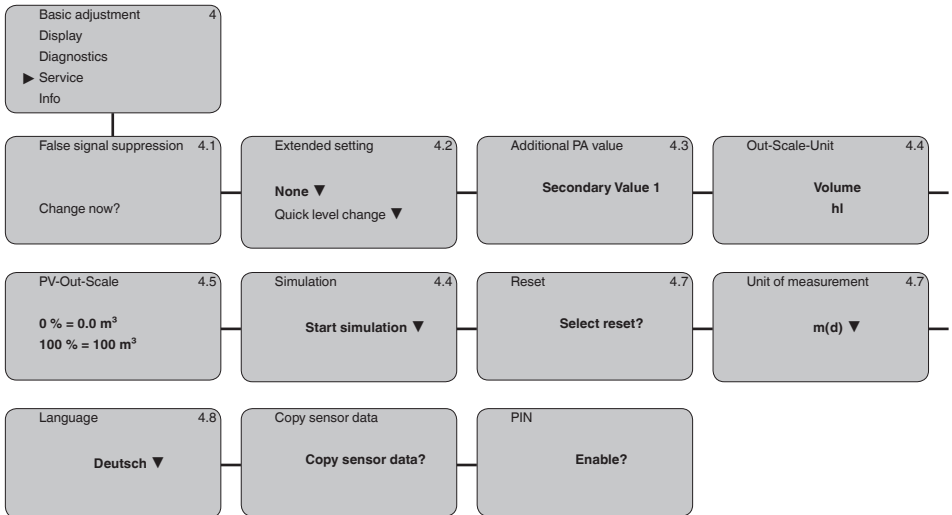 Basic adjustment 4
Display
Diagnostics
▶ Service
Info
False signal suppression 4.1
Change now?
Extended setting 4.2
None ▼
Quick level change ▼
Additional PA value 4.3
Secondary Value 1
Out-Scale-Unit 4.4
Volume
hl
PV-Out-Scale 4.5
0 % = 0.0 m³
100 % = 100 m³
Simulation 4.4
Start simulation ▼
Reset 4.7
Select reset?
Unit of measurement 4.7
m(d) ▼
Language 4.8
Deutsch ▼
Copy sensor data
Copy sensor data?
PIN
Enable?